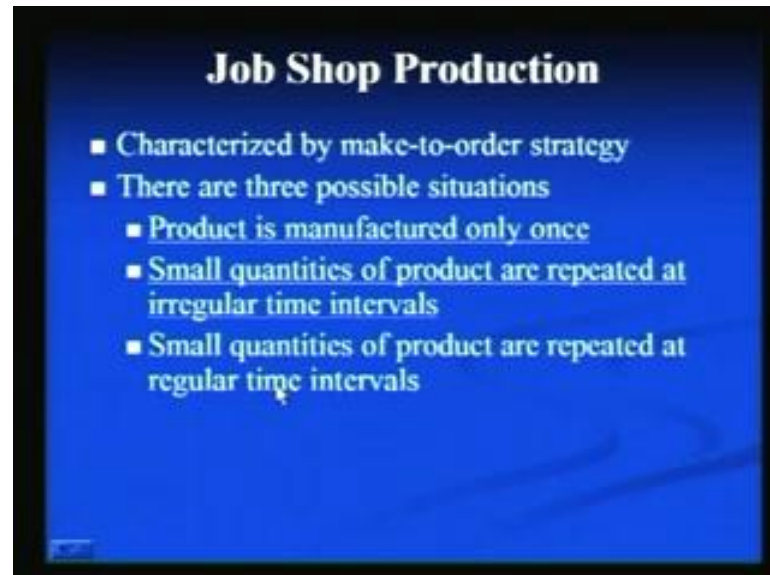 Job Shop Production
■ Characterized by make-to-order strategy
■ There are three possible situations
■ Product is manufactured only once
■ Small quantities of product are repeated at
irregular time intervals
■ Small quantities of product are repeated at
regular time intervals